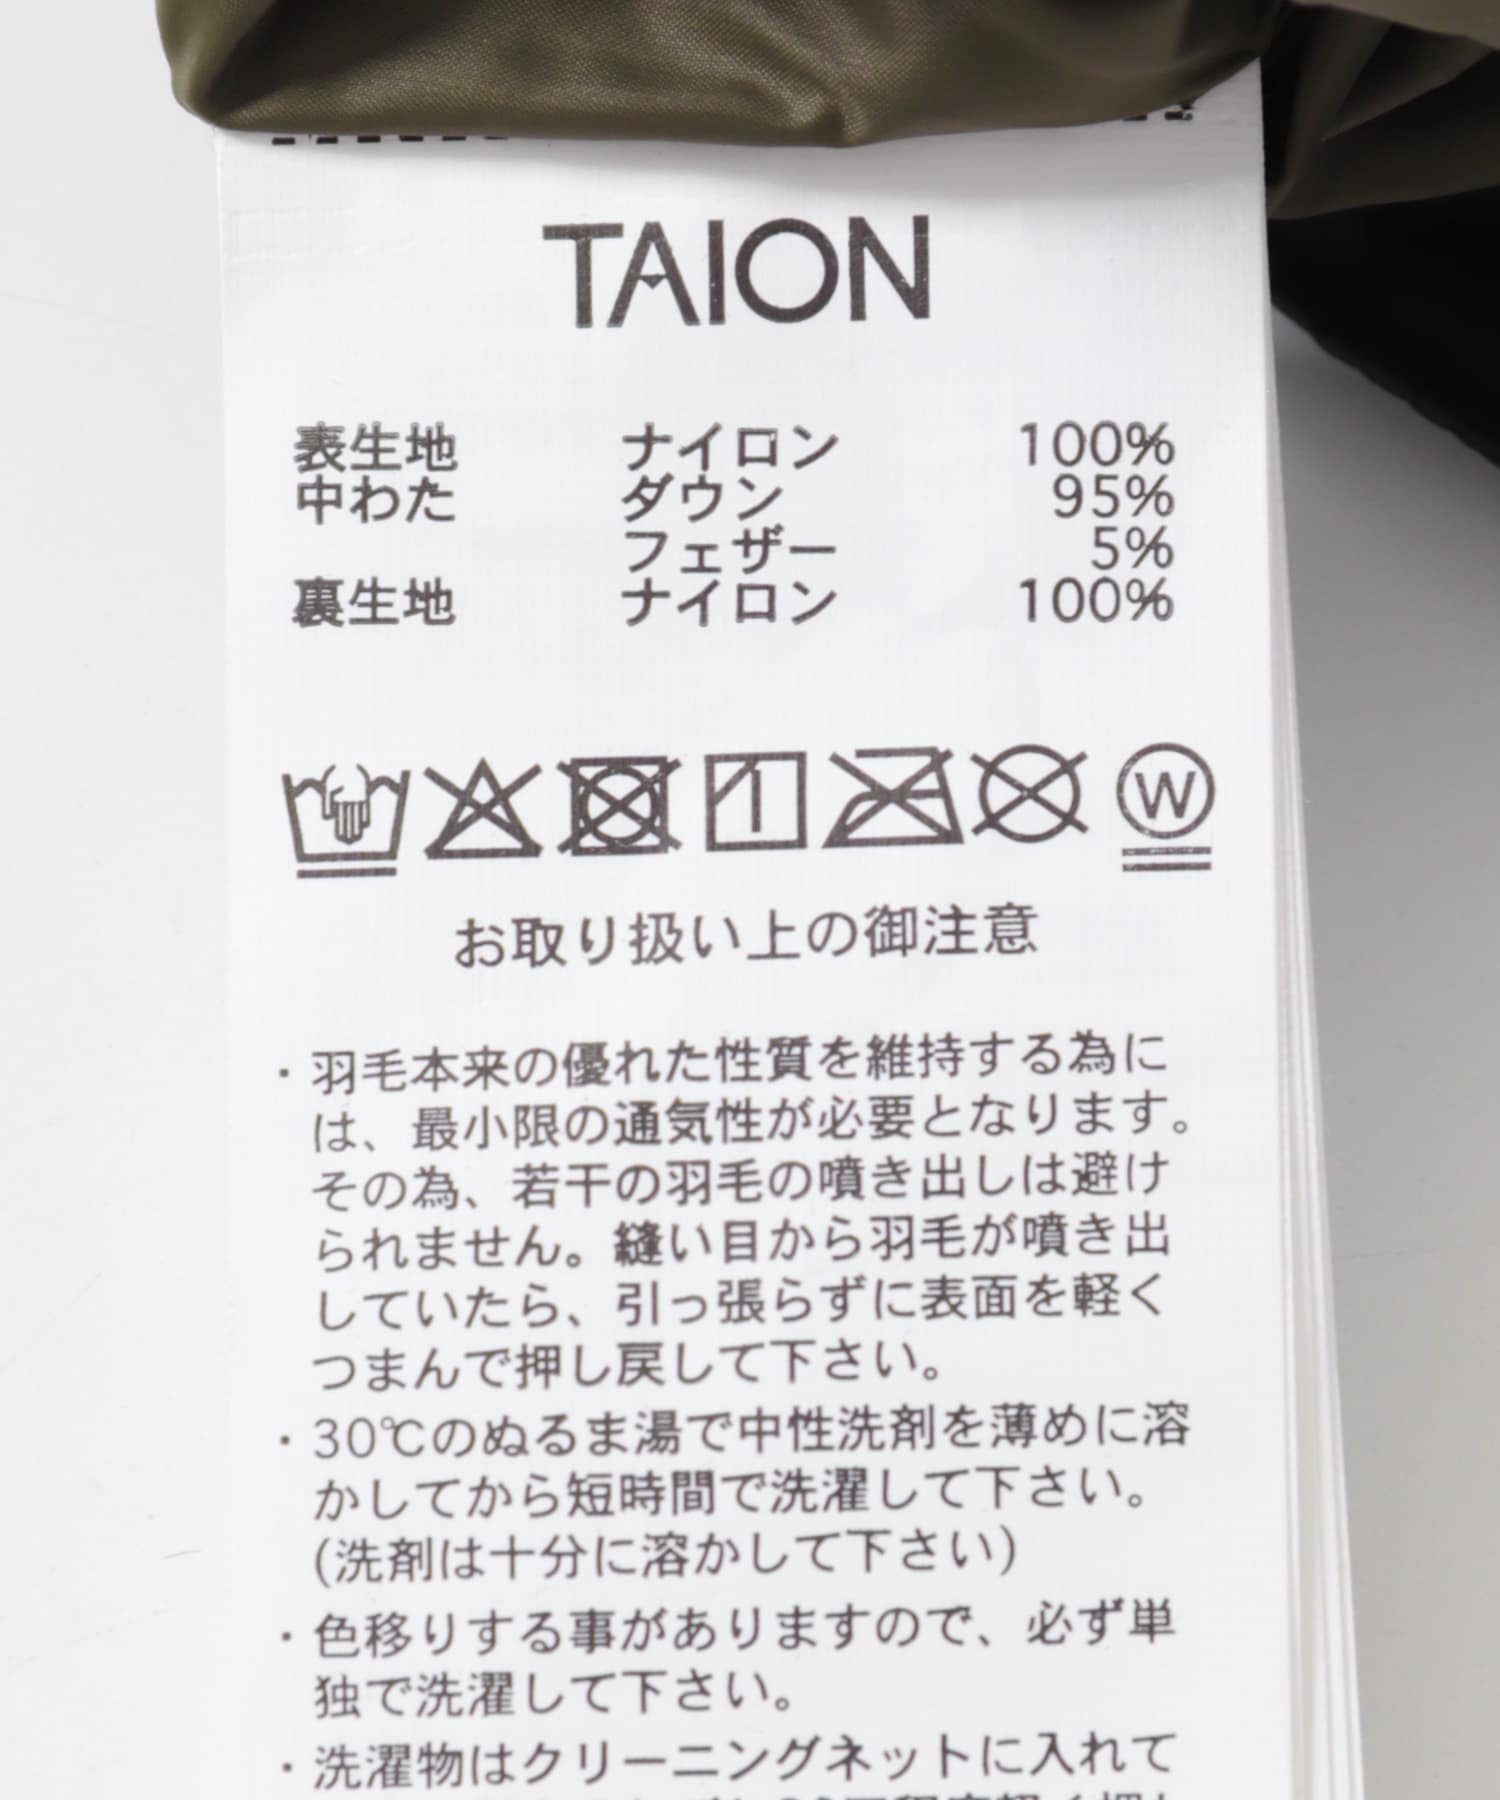 TAION
表生地 ナイロン 100%
中わた ダウン 95%
フェザー 5%
裏生地 ナイロン 100%
W
お取り扱い上の御注意
・羽毛本来の優れた性質を維持する為に
は、最小限の通気性が必要となります。
その為、若干の羽毛の噴き出しは避け
られません。縫い目から羽毛が噴き出
していたら、引っ張らずに表面を軽く
つまんで押し戻して下さい。
・30℃のぬるま湯で中性洗剤を薄めに溶
かしてから短時間で洗濯して下さい。
(洗剤は十分に溶かして下さい)
・色移りする事がありますので、必ず単
独で洗濯して下さい。
・洗濯物はクリーニングネットに入れて